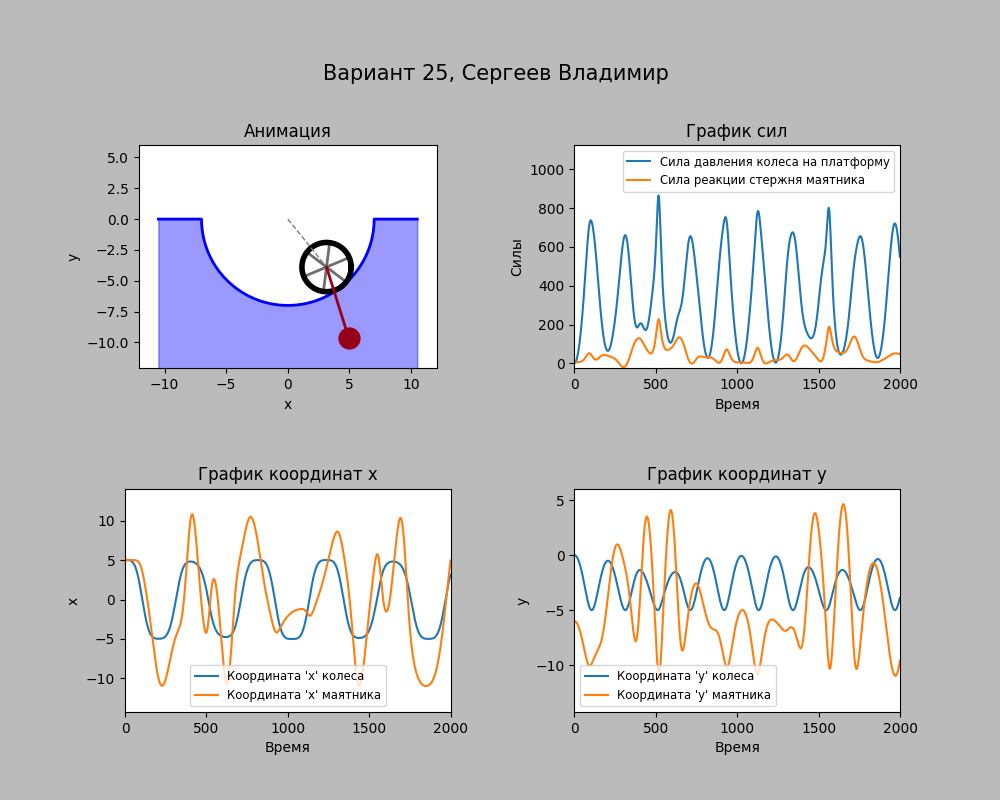 Вариант 25, Сергеев Владимир
Анимация
5.0
2.5
0.0
−2.5
−5.0
−7.5
−10.0
y
−10 −5 0 5 10
x
График сил
1000
800
600
400
200
0
Силы
Сила давления колеса на платформу
Сила реакции стержня маятника
0 500 1000 1500 2000
Время
График координат x
10
5
0
−5
−10
x
Координата 'x' колеса
Координата 'x' маятника
0 500 1000 1500 2000
Время
График координат y
5
0
−5
−10
y
Координата 'y' колеса
Координата 'y' маятника
0 500 1000 1500 2000
Время